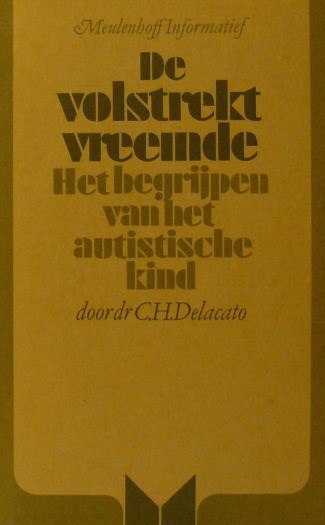 Meulenhoff Informatief
De
volstrekt
vreemde
Het begrijpen
van het
autistische
kind
door dr C.H. Delacato